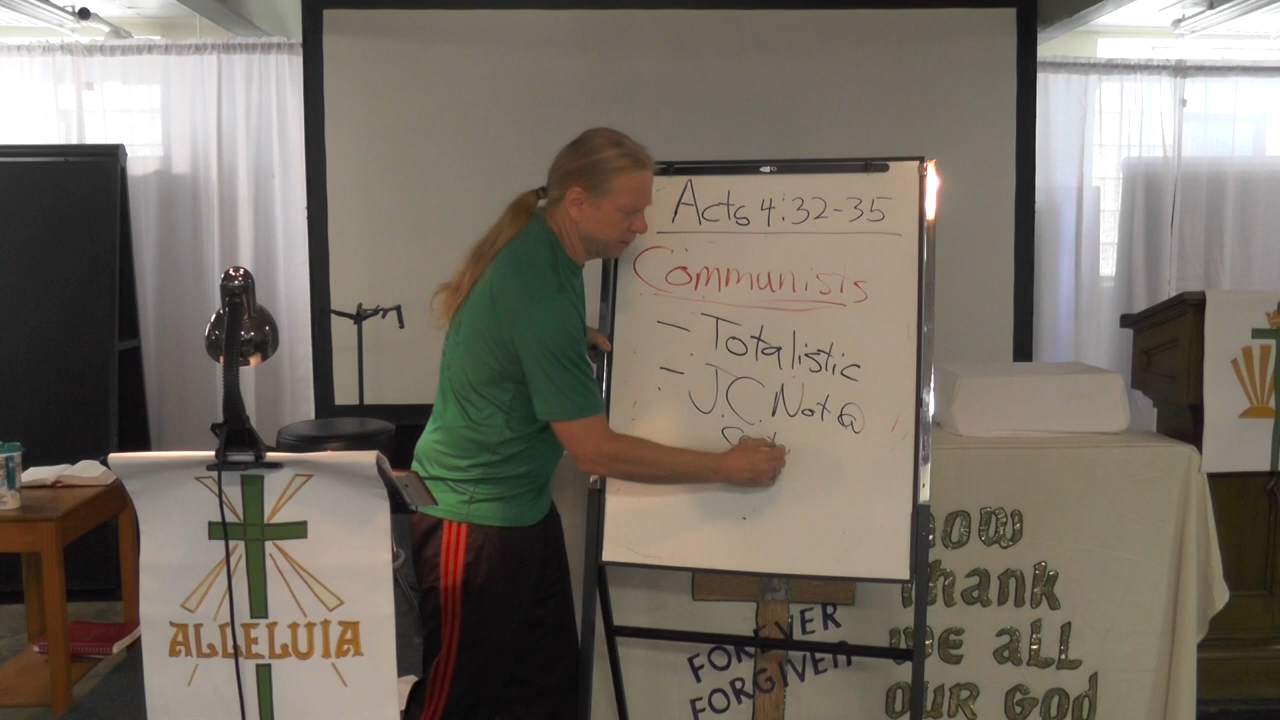 Acts 4:32-35
Communists
- Totalistic
- J.C. Not @
ALLELUIA
FOREVER
FORGIVEN
now
thank
we all
our God